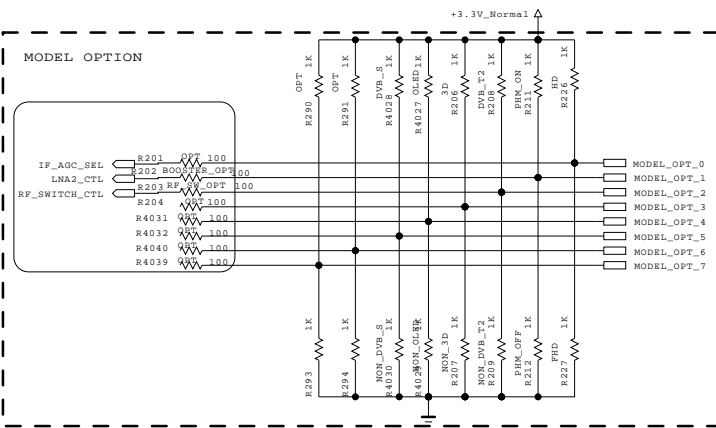 +3.3V_Normal
MODEL OPTION
OPT 1K R290
OPT 1K R291
DVB_S 1K R4028
OLED 1K R4027
3D 1K R206
DVB_T2 1K R208
PHM_ON 1K R211
HD 1K R226
IF_AGC_SEL R201 OPT 100 MODEL_OPT_0
LNA2_CTL R202 BOOSTER_OPT 100 MODEL_OPT_1
RF_SWITCH_CTL R203 RF_SW_OPT 100 MODEL_OPT_2
R204 OPT 100 MODEL_OPT_3
R4031 OPT 100 MODEL_OPT_4
R4032 OPT 100 MODEL_OPT_5
R4040 OPT 100 MODEL_OPT_6
R4039 OPT 100 MODEL_OPT_7
1K R293
1K R294
NON_DVB_S 1K R4030
NON_OLED 1K R4029
NON_3D 1K R207
NON_DVB_T2 1K R209
PHM_OFF 1K R212
FHD 1K R227